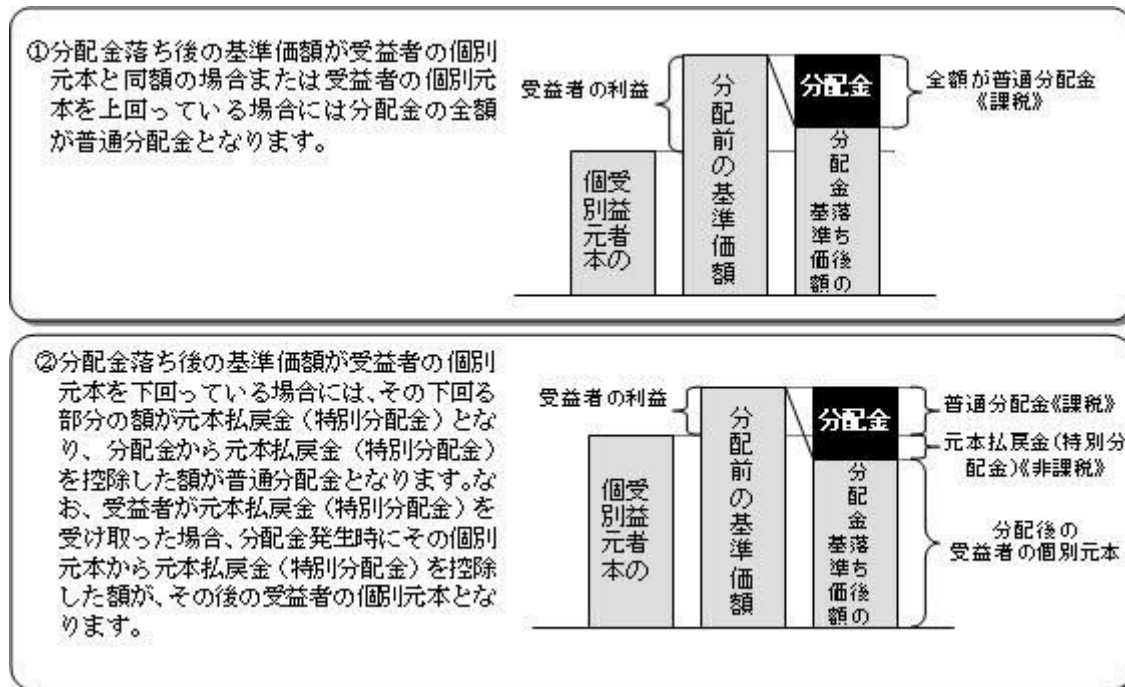 ①分配金落ち後の基準価額が受益者の個別
元本と同額の場合または受益者の個別元
本を上回っている場合には分配金の全額
が普通分配金となります。
受益者の利益
受益者の
個別元本
分配前の基準価額
分配金
分配金落ち後の
基準価額
全額が普通分配金
《課税》
②分配金落ち後の基準価額が受益者の個別
元本を下回っている場合には、その下回る
部分の額が元本払戻金（特別分配金）とな
り、分配金から元本払戻金（特別分配金）
を控除した額が普通分配金となります。な
お、受益者が元本払戻金（特別分配金）を
受け取った場合、分配金発生時にその個別
元本から元本払戻金（特別分配金）を控除
した額が、その後の受益者の個別元本とな
ります。
受益者の利益
受益者の
個別元本
分配前の基準価額
分配金
分配金落ち後の
基準価額
普通分配金《課税》
元本払戻金(特別分
配金)《非課税》
分配後の
受益者の個別元本